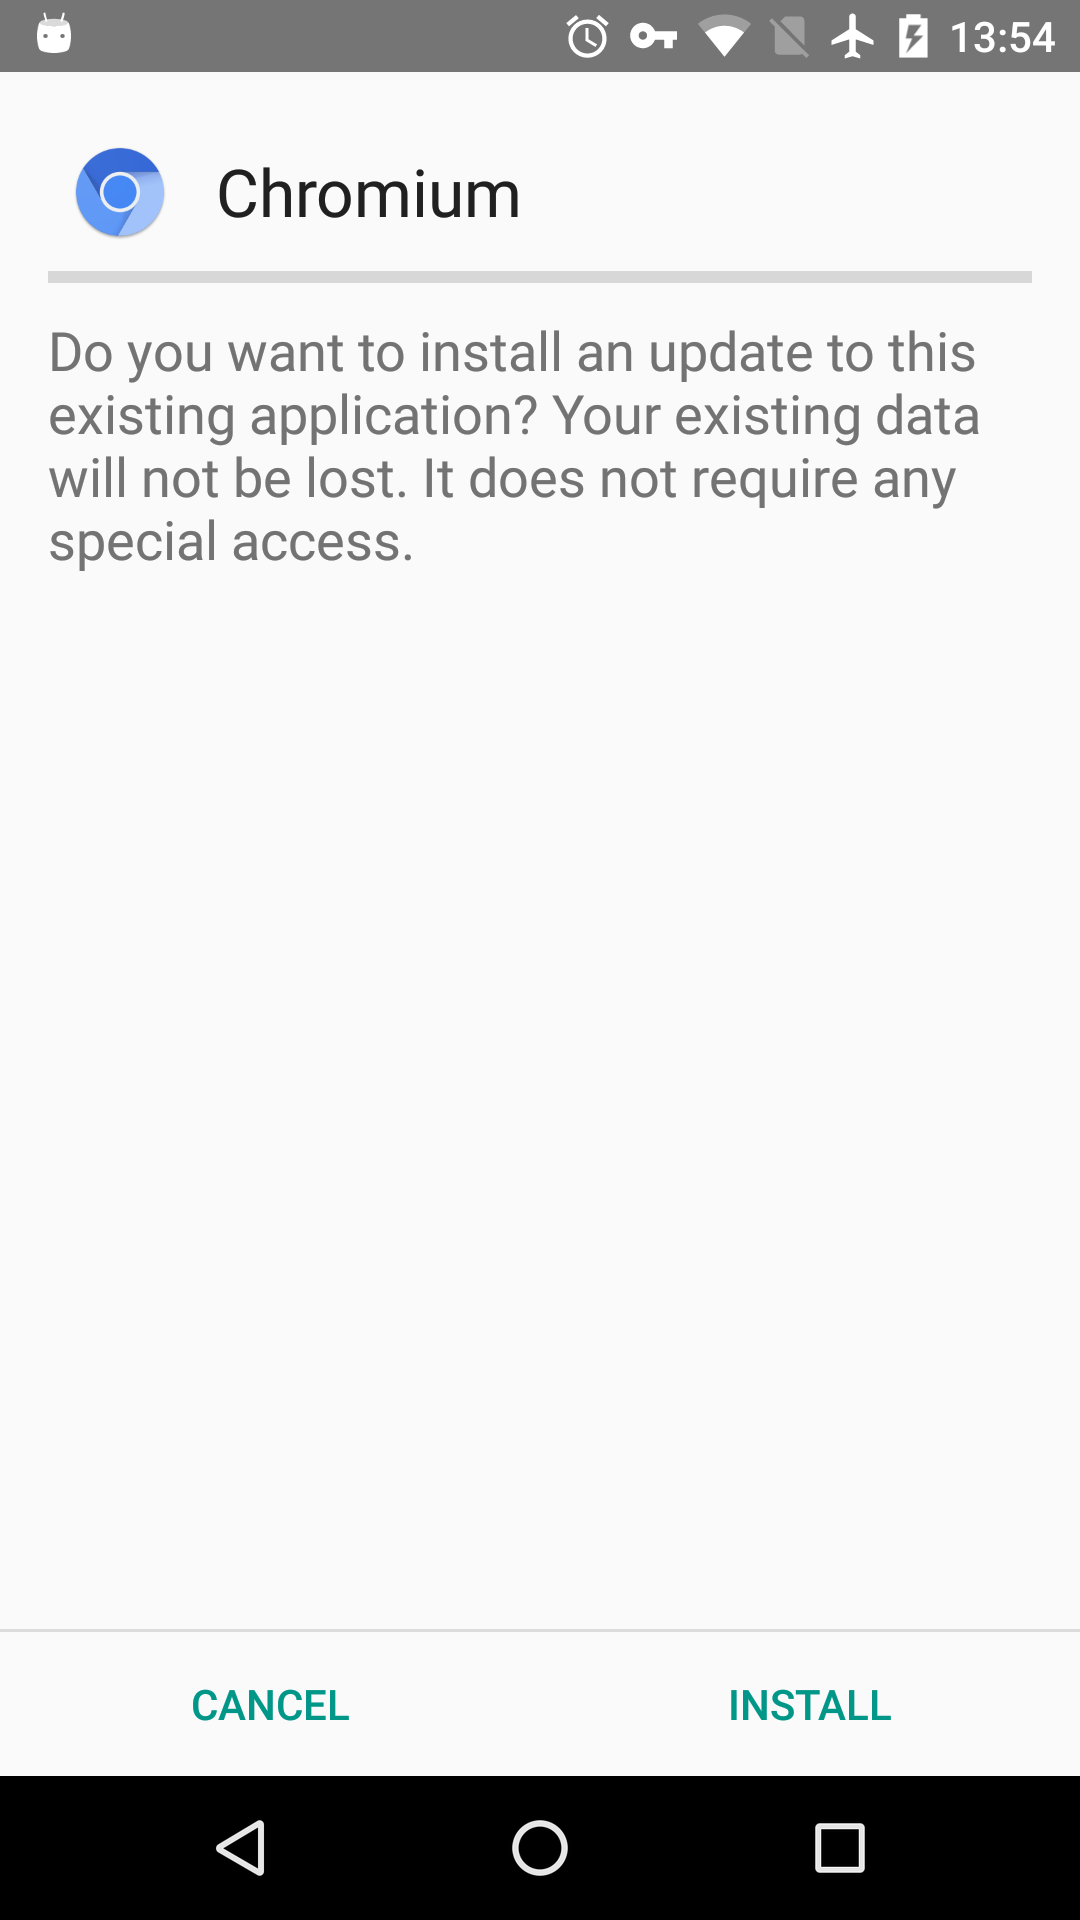 13:54
Chromium
Do you want to install an update to this
existing application? Your existing data
will not be lost. It does not require any
special access.
CANCEL
INSTALL